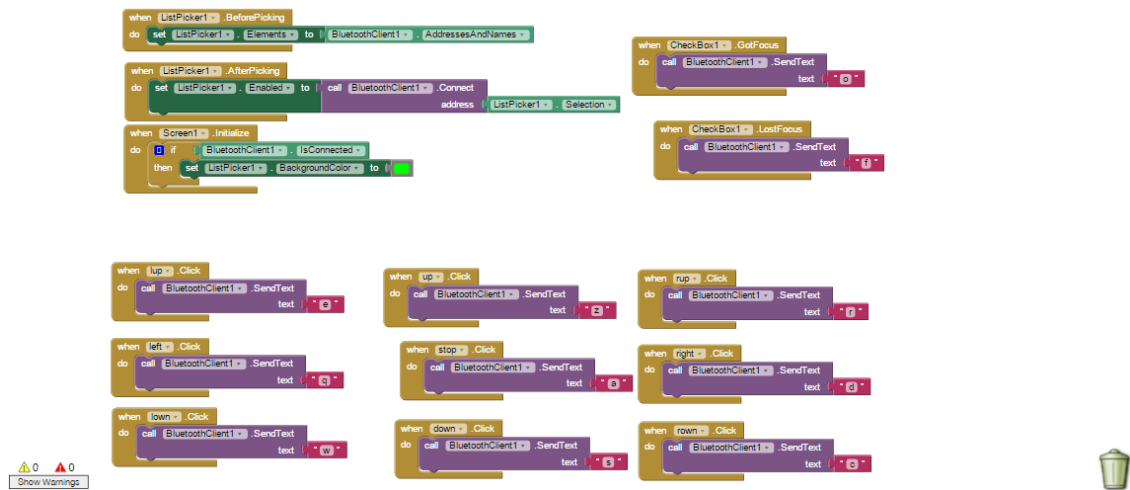 when ListPicker1 .BeforePicking
do set ListPicker1 . Elements to BluetoothClient1 . AddressesAndNames
when ListPicker1 .AfterPicking
do set ListPicker1 . Enabled to call BluetoothClient1 .Connect
address ListPicker1 . Selection
when Screen1 .Initialize
do if BluetoothClient1 . IsConnected
then set ListPicker1 . BackgroundColor to
when CheckBox1 .GotFocus
do call BluetoothClient1 .SendText
text " o "
when CheckBox1 .LostFocus
do call BluetoothClient1 .SendText
text " f "
when lup .Click
do call BluetoothClient1 .SendText
text " e "
when up .Click
do call BluetoothClient1 .SendText
text " z "
when rup .Click
do call BluetoothClient1 .SendText
text " r "
when left .Click
do call BluetoothClient1 .SendText
text " q "
when stop .Click
do call BluetoothClient1 .SendText
text " a "
when right .Click
do call BluetoothClient1 .SendText
text " d "
when lown .Click
do call BluetoothClient1 .SendText
text " w "
when down .Click
do call BluetoothClient1 .SendText
text " s "
when rown .Click
do call BluetoothClient1 .SendText
text " c "
0 0
Show Warnings